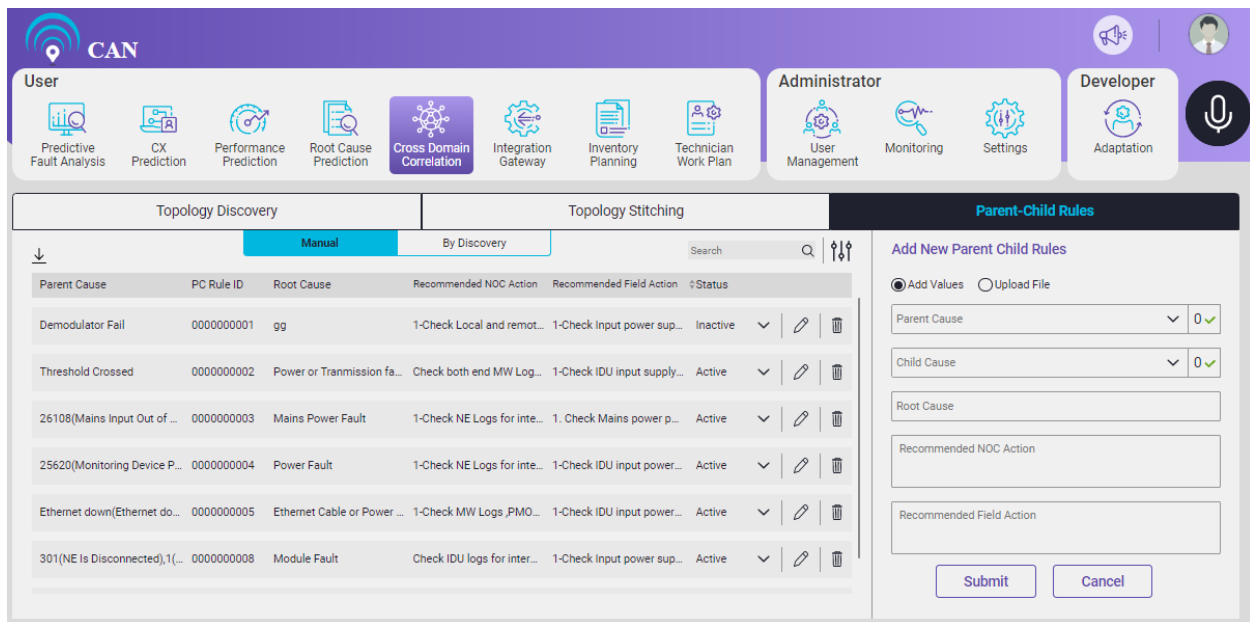 CAN
User
Administrator
Developer
Predictive
Fault Analysis
CX
Prediction
Performance
Prediction
Root Cause
Prediction
Cross Domain
Correlation
Integration
Gateway
Inventory
Planning
Technician
Work Plan
User
Management
Monitoring
Settings
Adaptation
Topology Discovery
Topology Stitching
Parent-Child Rules
Manual
By Discovery
Search
Parent Cause PC Rule ID Root Cause Recommended NOC Action Recommended Field Action Status
Demodulator Fail 0000000001 gg 1-Check Local and remot... 1-Check Input power sup... Inactive
Threshold Crossed 0000000002 Power or Tranmission fa... Check both end MW Log... 1-Check IDU input supply... Active
26108(Mains Input Out of ... 0000000003 Mains Power Fault 1-Check NE Logs for inte... 1. Check Mains power p... Active
25620(Monitoring Device P... 0000000004 Power Fault 1-Check NE Logs for inte... 1-Check IDU input power... Active
Ethernet down(Ethernet do... 0000000005 Ethernet Cable or Power ... 1-Check MW Logs ,PMO... 1-Check IDU input power... Active
301(NE Is Disconnected),1(... 0000000008 Module Fault Check IDU logs for inter... 1-Check Input power sup... Active
Add New Parent Child Rules
Add Values Upload File
Parent Cause 0
Child Cause 0
Root Cause
Recommended NOC Action
Recommended Field Action
Submit Cancel